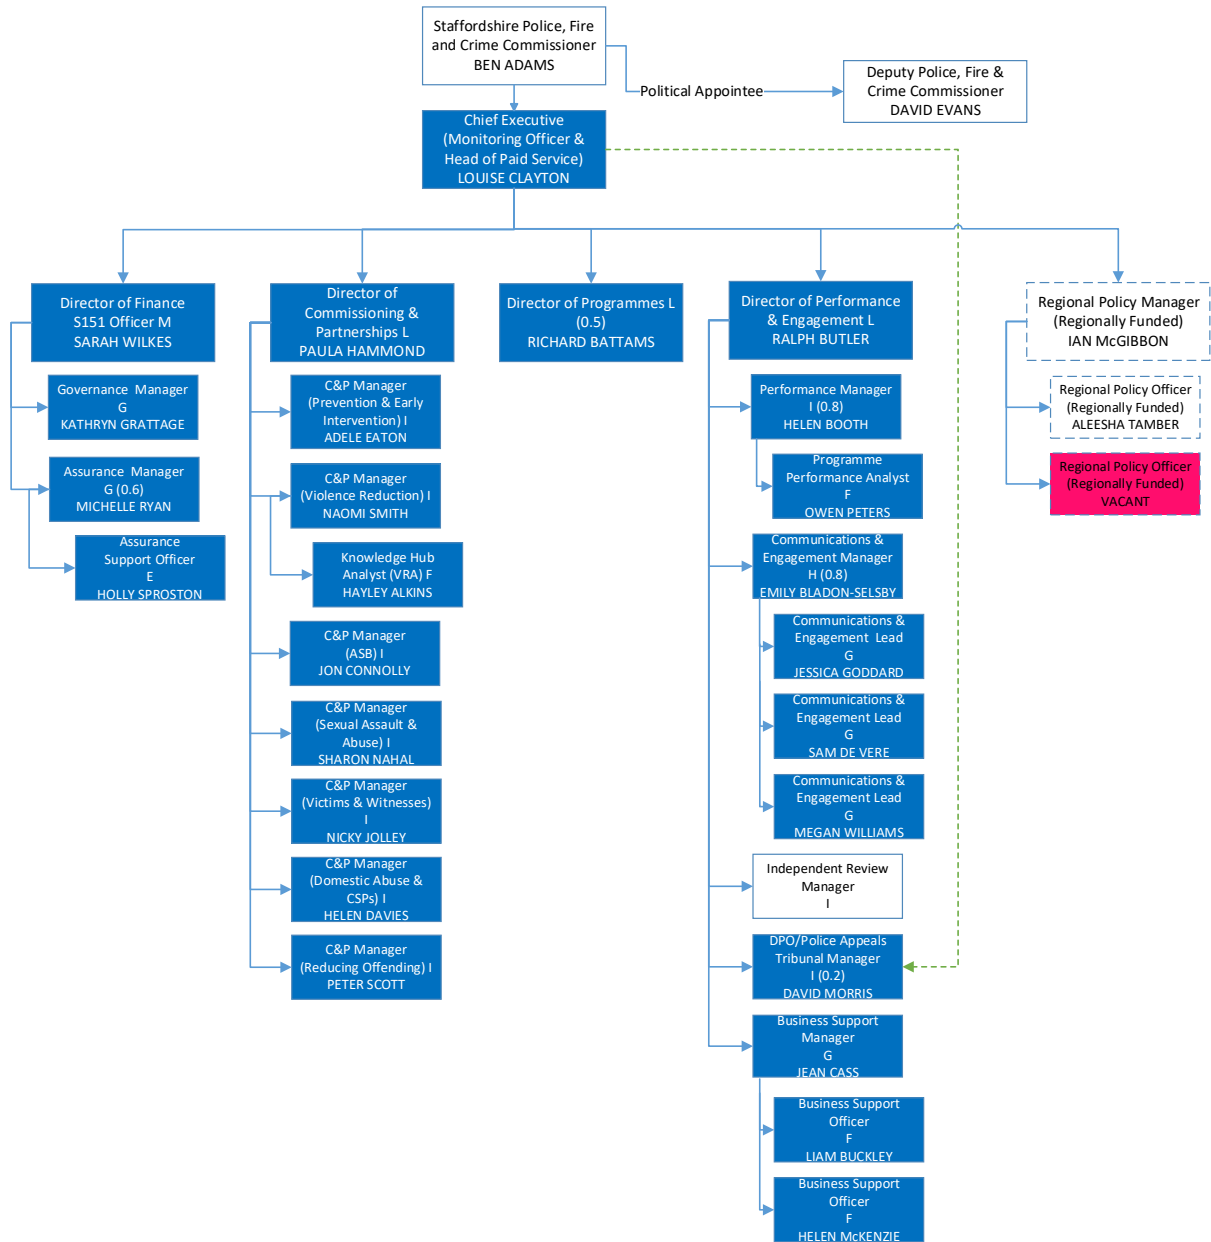 Staffordshire Police, Fire
and Crime Commissioner
BEN ADAMS
Political Appointee
Deputy Police, Fire &
Crime Commissioner
DAVID EVANS
Chief Executive
(Monitoring Officer &
Head of Paid Service)
LOUISE CLAYTON
Director of Finance
S151 Officer M
SARAH WILKES
Governance Manager
G
KATHRYN GRATTAGE
Assurance Manager
G (0.6)
MICHELLE RYAN
Assurance
Support Officer
E
HOLLY SPROSTON
Director of
Commissioning &
Partnerships L
PAULA HAMMOND
C&P Manager
(Prevention & Early
Intervention) I
ADELE EATON
C&P Manager
(Violence Reduction) I
NAOMI SMITH
Knowledge Hub
Analyst (VRA) F
HAYLEY ALKINS
C&P Manager
(ASB) I
JON CONNOLLY
C&P Manager
(Sexual Assault &
Abuse) I
SHARON NAHAL
C&P Manager
(Victims & Witnesses)
I
NICKY JOLLEY
C&P Manager
(Domestic Abuse &
CSPs) I
HELEN DAVIES
C&P Manager
(Reducing Offending) I
PETER SCOTT
Director of Programmes L
(0.5)
RICHARD BATTAMS
Director of Performance
& Engagement L
RALPH BUTLER
Performance Manager
I (0.8)
HELEN BOOTH
Programme
Performance Analyst
F
OWEN PETERS
Communications &
Engagement Manager
H (0.8)
EMILY BLADON-SELSBY
Communications &
Engagement Lead
G
JESSICA GODDARD
Communications &
Engagement Lead
G
SAM DE VERE
Communications &
Engagement Lead
G
MEGAN WILLIAMS
Independent Review
Manager
I
DPO/Police Appeals
Tribunal Manager
I (0.2)
DAVID MORRIS
Business Support
Manager
G
JEAN CASS
Business Support
Officer
F
LIAM BUCKLEY
Business Support
Officer
F
HELEN McKENZIE
Regional Policy Manager
(Regionally Funded)
IAN McGIBBON
Regional Policy Officer
(Regionally Funded)
ALEESHA TAMBER
Regional Policy Officer
(Regionally Funded)
VACANT